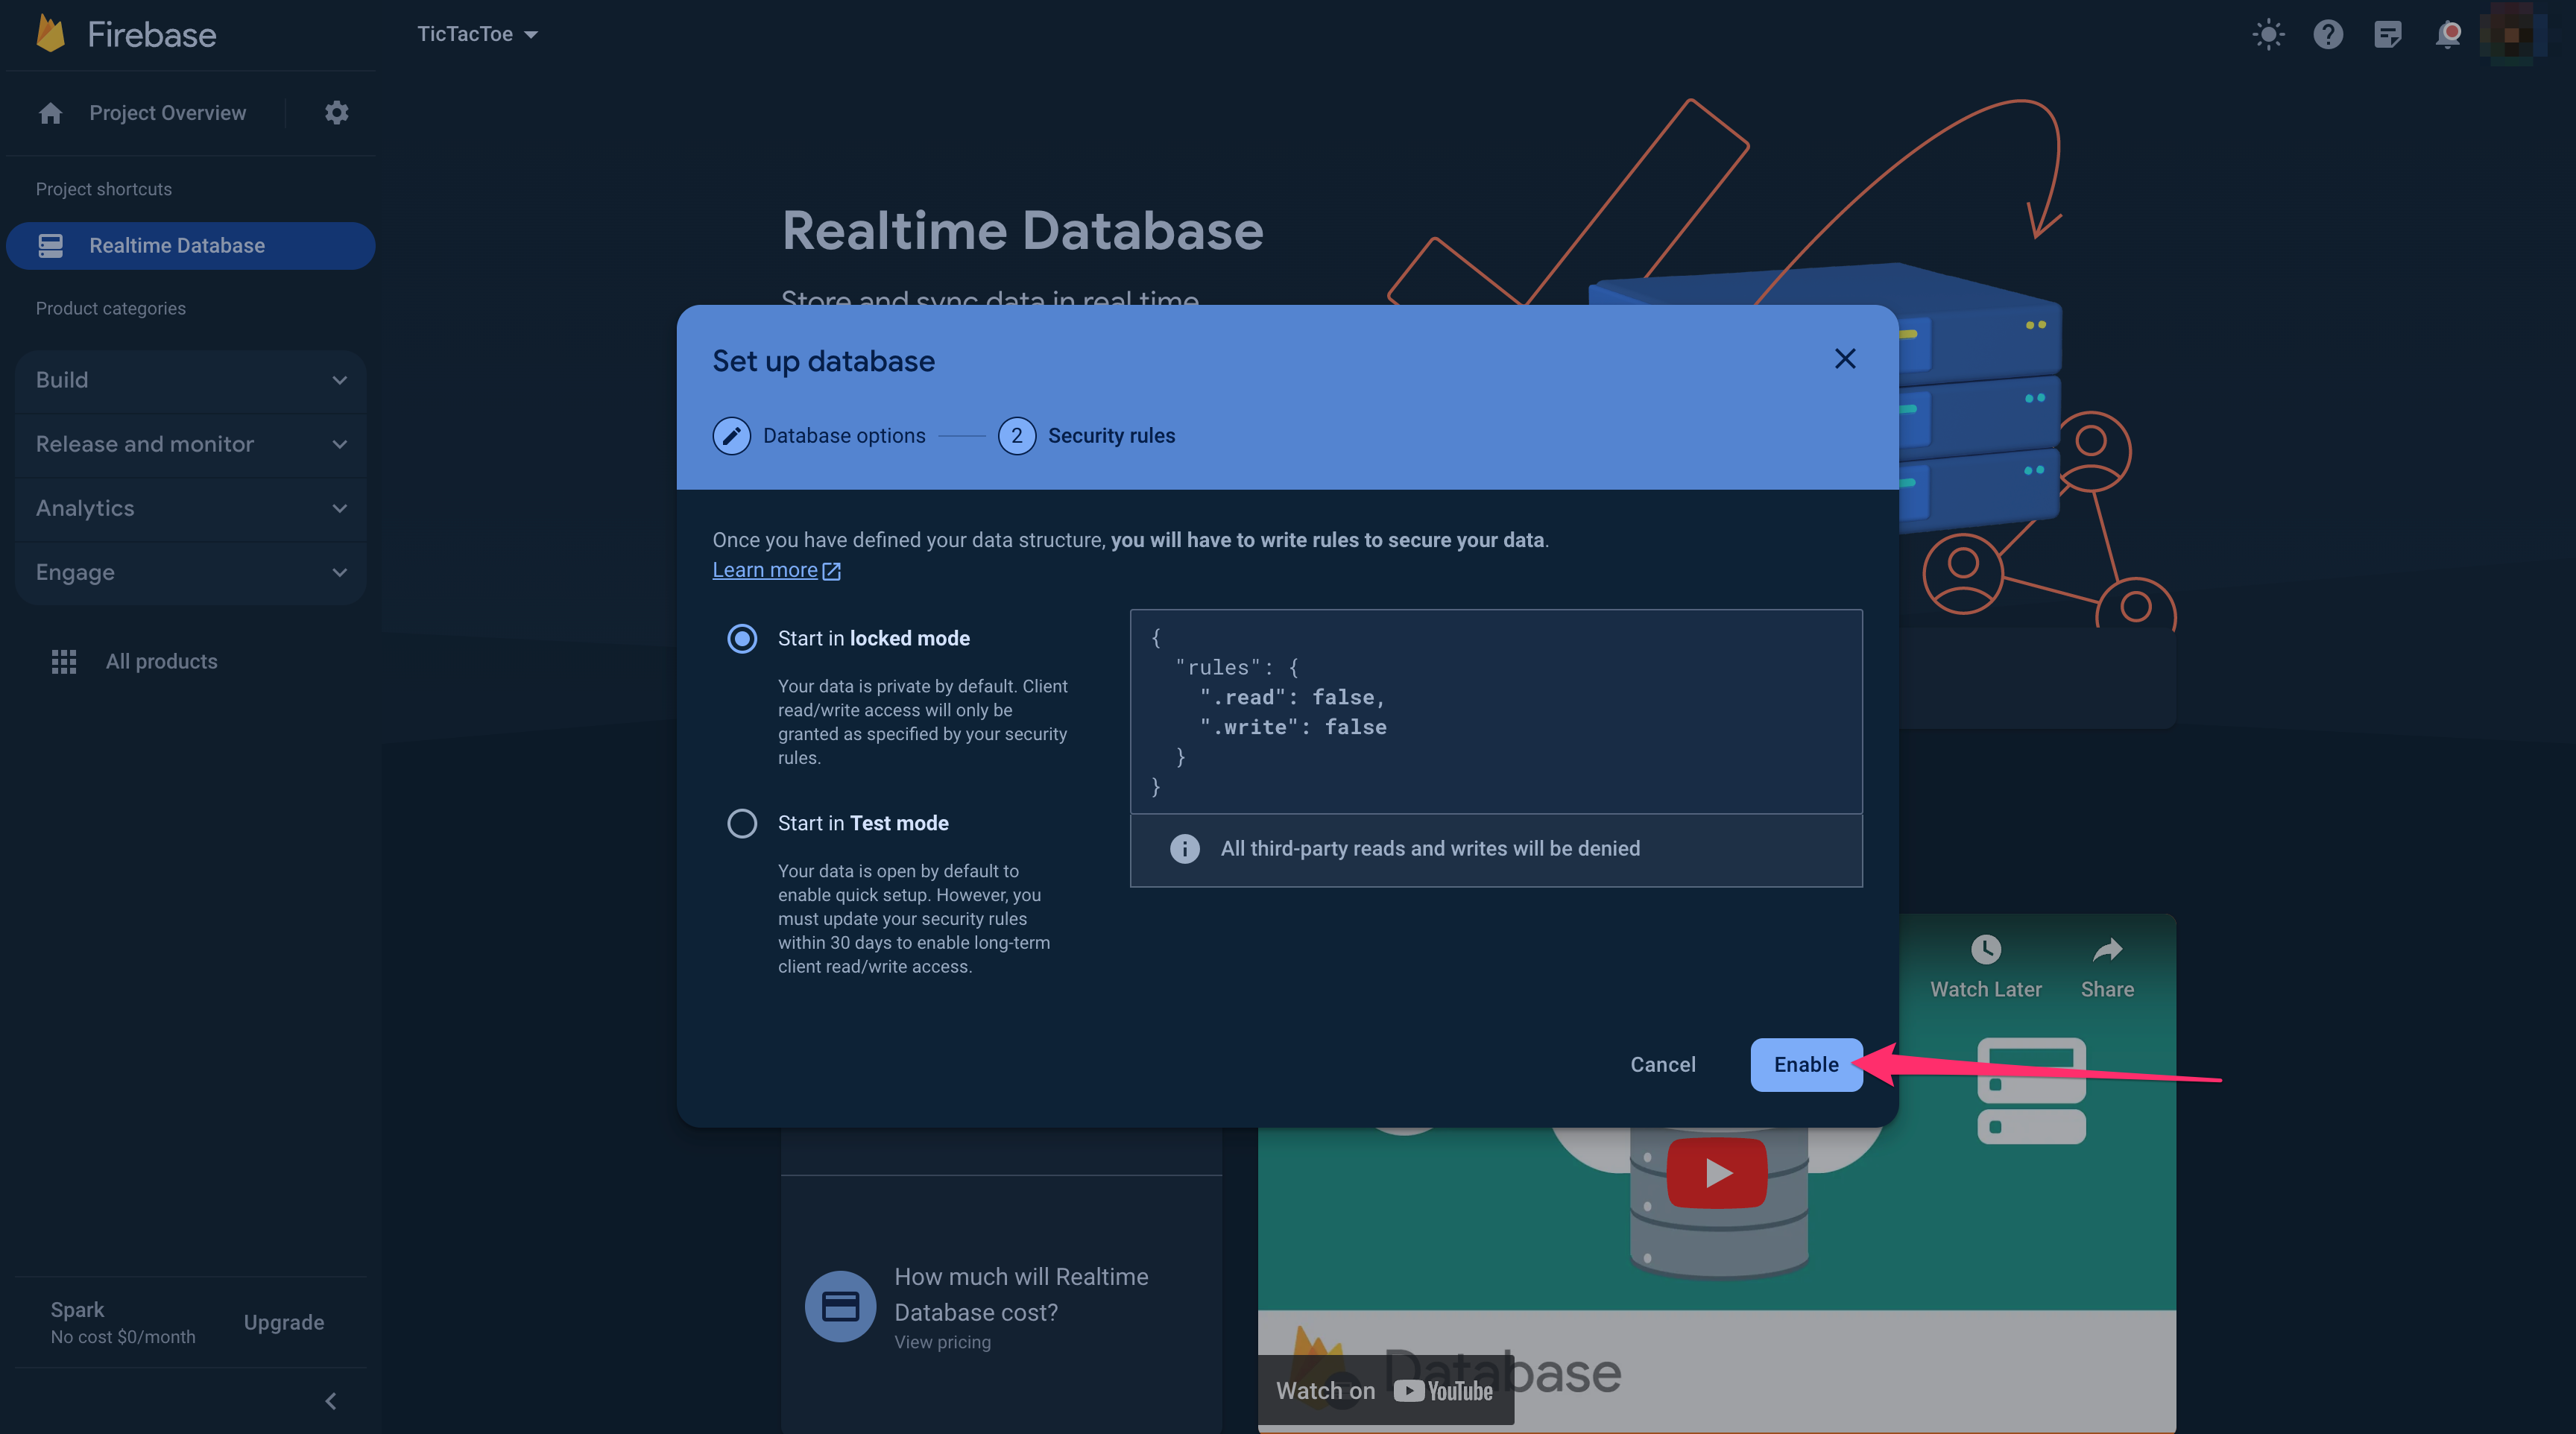 Firebase
TicTacToe
Project Overview
Project shortcuts
Realtime Database
Product categories
Build
Release and monitor
Analytics
Engage
All products
Spark
No cost $0/month
Upgrade
Realtime Database
Store and sync data in real time
Set up database
Database options
2
Security rules
Once you have defined your data structure, you will have to write rules to secure your data.
Learn more
Start in locked mode
Your data is private by default. Client
read/write access will only be
granted as specified by your security
rules.
Start in Test mode
Your data is open by default to
enable quick setup. However, you
must update your security rules
within 30 days to enable long-term
client read/write access.
{
"rules": {
".read": false,
".write": false
}
}
All third-party reads and writes will be denied
Cancel
Enable
Watch Later
Share
How much will Realtime
Database cost?
View pricing
Database
Watch on YouTube